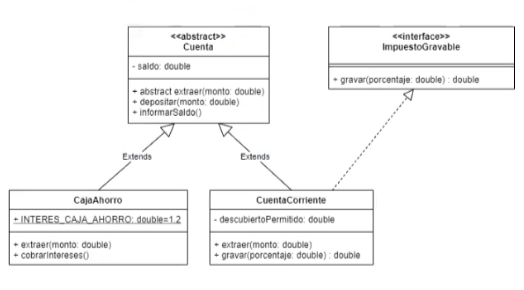 <<abstract>>
Cuenta
- saldo: double
+ abstract extraer(monto: double)
+ depositar(monto: double)
+ informarSaldo()
<<interface>>
ImpuestoGravable
+ gravar(porcentaje: double) : double
Extends
Extends
CajaAhorro
+ INTERES_CAJA_AHORRO: double=1.2
+ extraer(monto: double)
+ cobrarIntereses()
CuentaCorriente
- descubiertoPermitido: double
+ extraer(monto: double)
+ gravar(porcentaje: double) : double